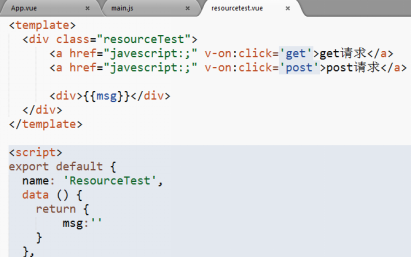 App.vue × main.js × resourcetest.vue ×
<template>
<div class="resourceTest">
<a href="javescript:;" v-on:click='get'>get请求</a>
<a href="javescript:;" v-on:click='post'>post请求</a>
<div>{{msg}}</div>
</div>
</template>
<script>
export default {
name: 'ResourceTest',
data () {
return {
msg:''
}
},